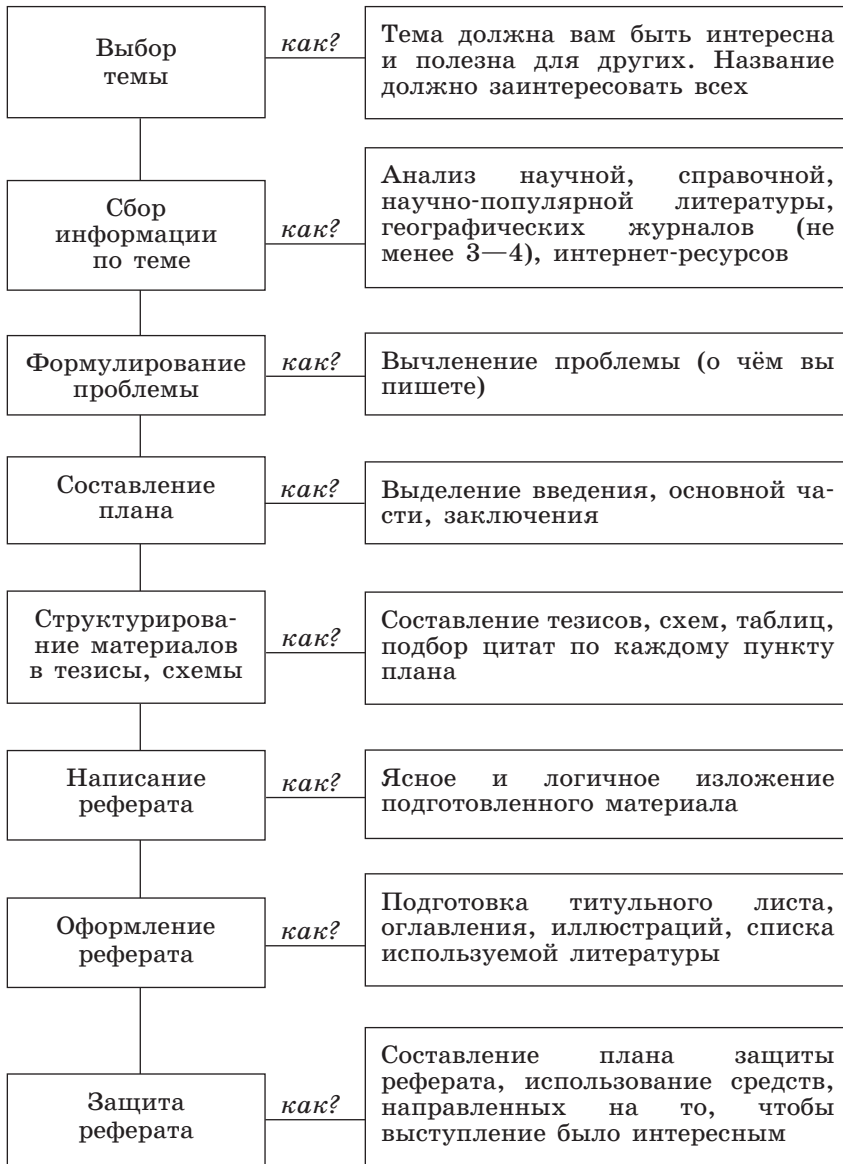 Выбор
темы
как?
Тема должна вам быть интересна
и полезна для других. Название
должно заинтересовать всех
Сбор
информации
по теме
как?
Анализ научной, справочной,
научно-популярной литературы,
географических журналов (не
менее 3—4), интернет-ресурсов
Формулирование
проблемы
как?
Вычленение проблемы (о чём вы
пишете)
Составление
плана
как?
Выделение введения, основной ча-
сти, заключения
Структурирова-
ние материалов
в тезисы, схемы
как?
Составление тезисов, схем, таблиц,
подбор цитат по каждому пункту
плана
Написание
реферата
как?
Ясное и логичное изложение
подготовленного материала
Оформление
реферата
как?
Подготовка титульного листа,
оглавления, иллюстраций, списка
используемой литературы
Защита
реферата
как?
Составление плана защиты
реферата, использование средств,
направленных на то, чтобы
выступление было интересным